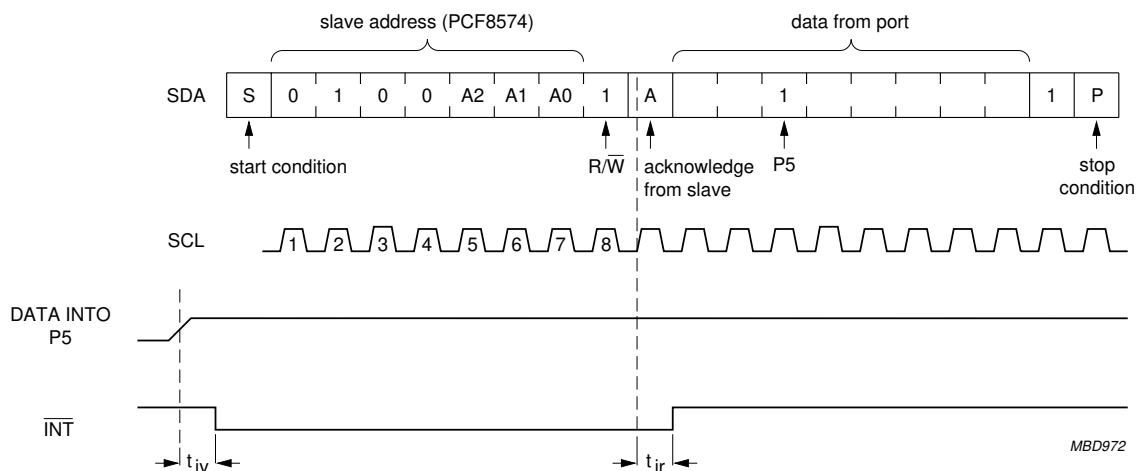 slave address (PCF8574) data from port
SDA S 0 1 0 0 A2 A1 A0 1 A 1 1 P
start condition R/W̅ acknowledge from slave P5 stop condition
SCL 1 2 3 4 5 6 7 8
DATA INTO P5
I̅N̅T̅
t iv t ir
MBD972